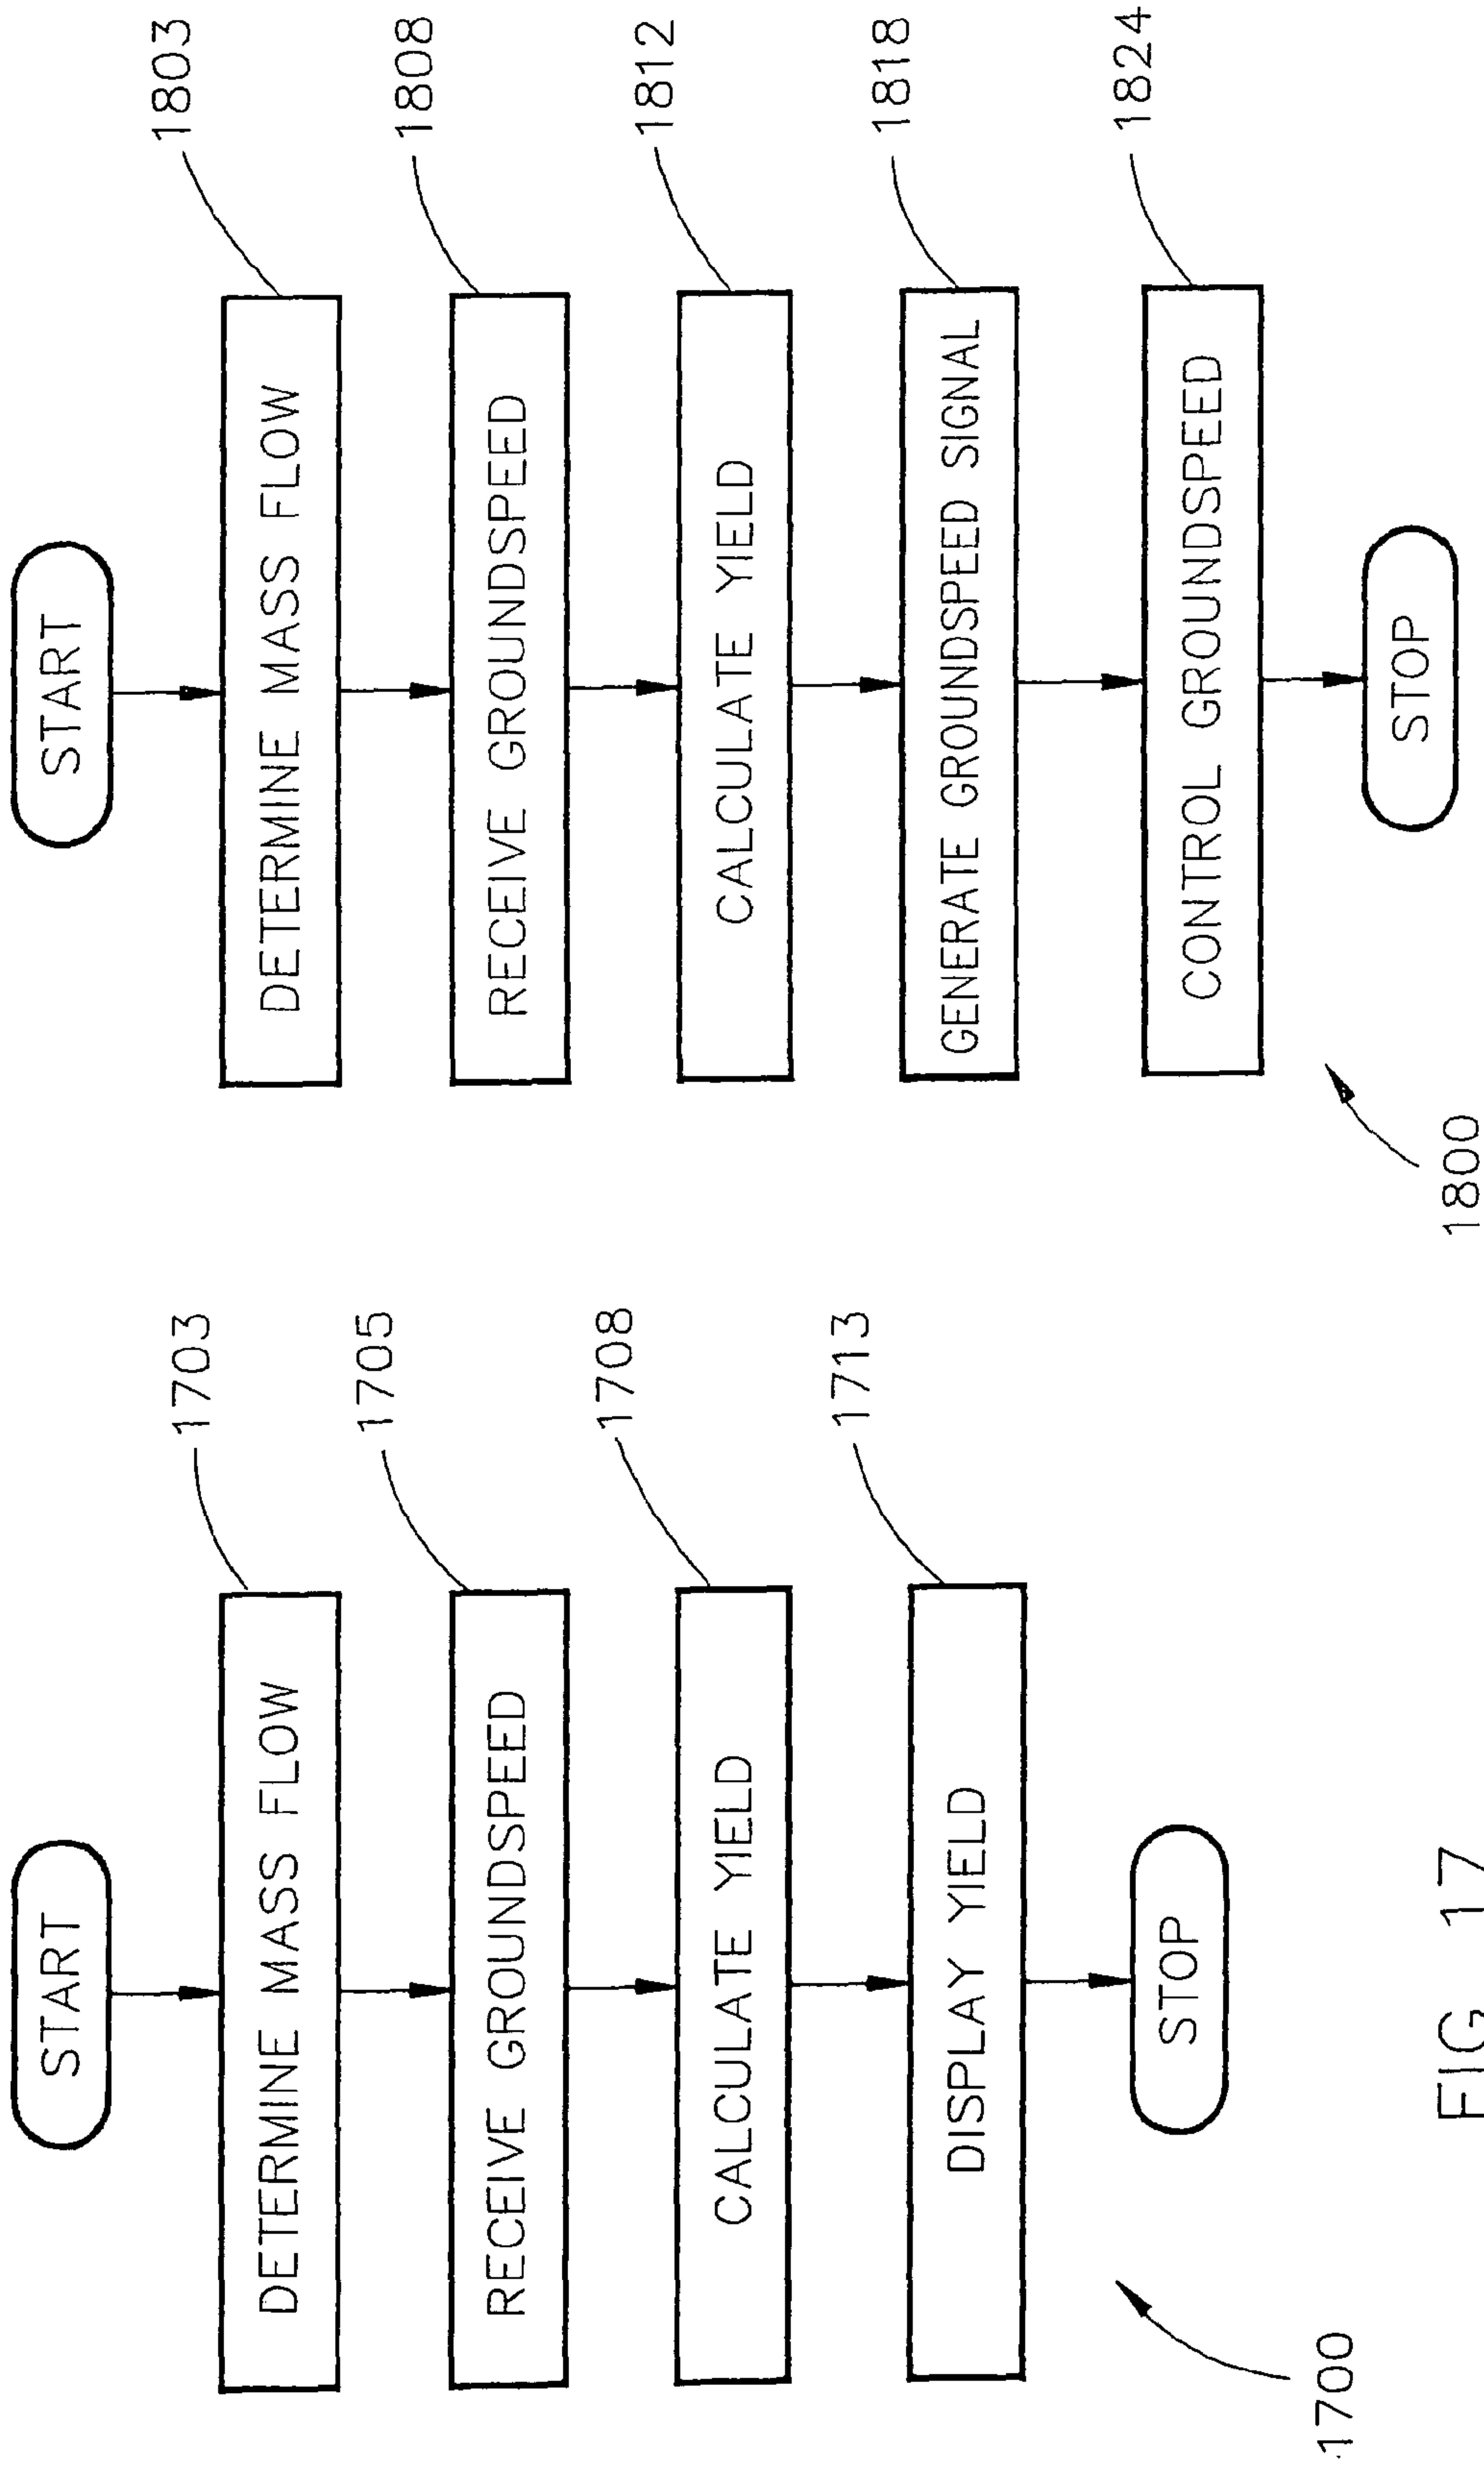 START
DETERMINE MASS FLOW
1703
RECEIVE GROUNDSPEED
1705
CALCULATE YIELD
1708
DISPLAY YIELD
1713
STOP
1700
FIG 17
START
DETERMINE MASS FLOW
1803
RECEIVE GROUNDSPEED
1808
CALCULATE YIELD
1812
GENERATE GROUNDSPEED SIGNAL
1818
CONTROL GROUNDSPEED
1824
STOP
1800